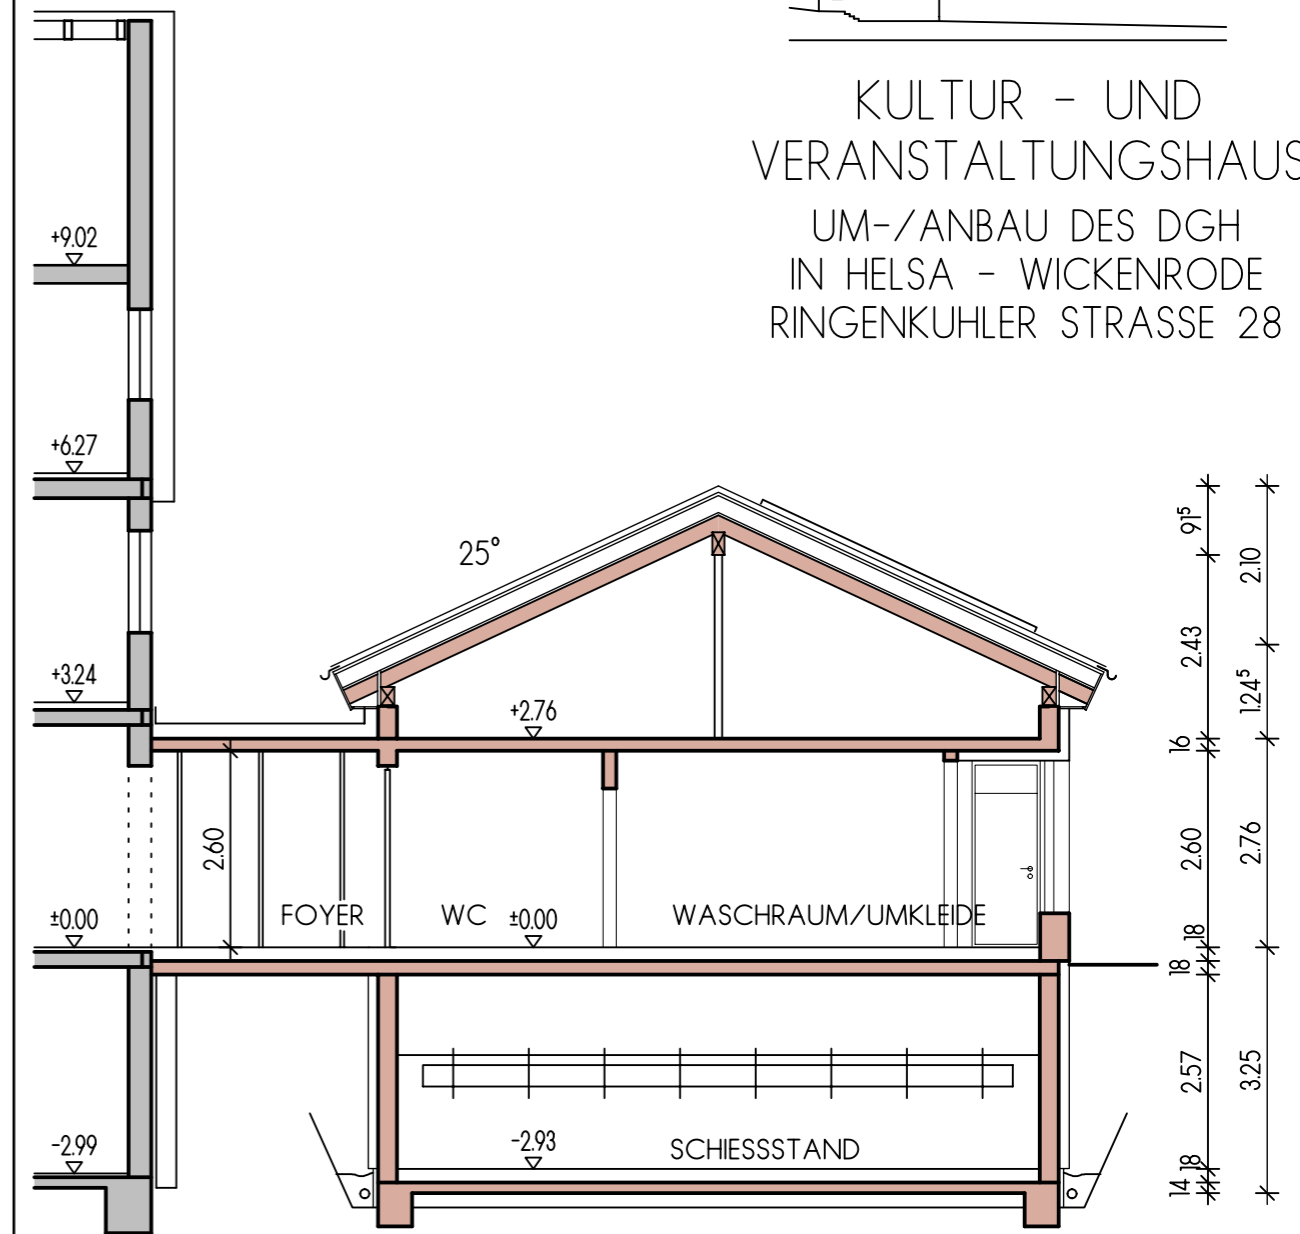 KULTUR - UND
VERANSTALTUNGSHAUS
UM-/ANBAU DES DGH
IN HELSA - WICKENRODE
RINGENKUHLER STRASSE 28
+9.02
+6.27
+3.24
±0.00
-2.99
25°
+2.76
2.60
FOYER
WC
±0.00
WASCHRAUM/UMKLEIDE
-2.93
SCHIESSSTAND
91⁵
2.43
16
2.60
18
18
2.57
18
14
2.10
1.24⁵
2.76
3.25